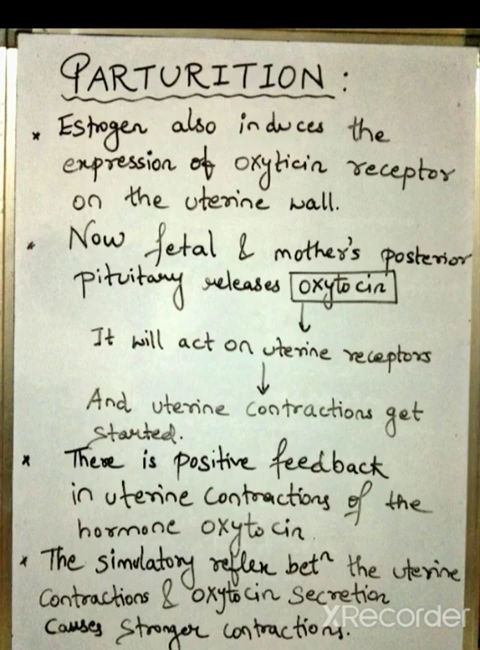 PARTURITION :
* Estrogen also induces the
expression of oxyticin receptor
on the uterine wall.
* Now fetal & mother's posterior
pituitary releases oxytocin
↓
It will act on uterine receptors
↓
And uterine contractions get
started.
* There is positive feedback
in uterine contractions of the
hormone oxytocin
* The simulatory reflex betn the uterine
contractions & oxytocin secretion
causes stronger contractions.
XRecorder